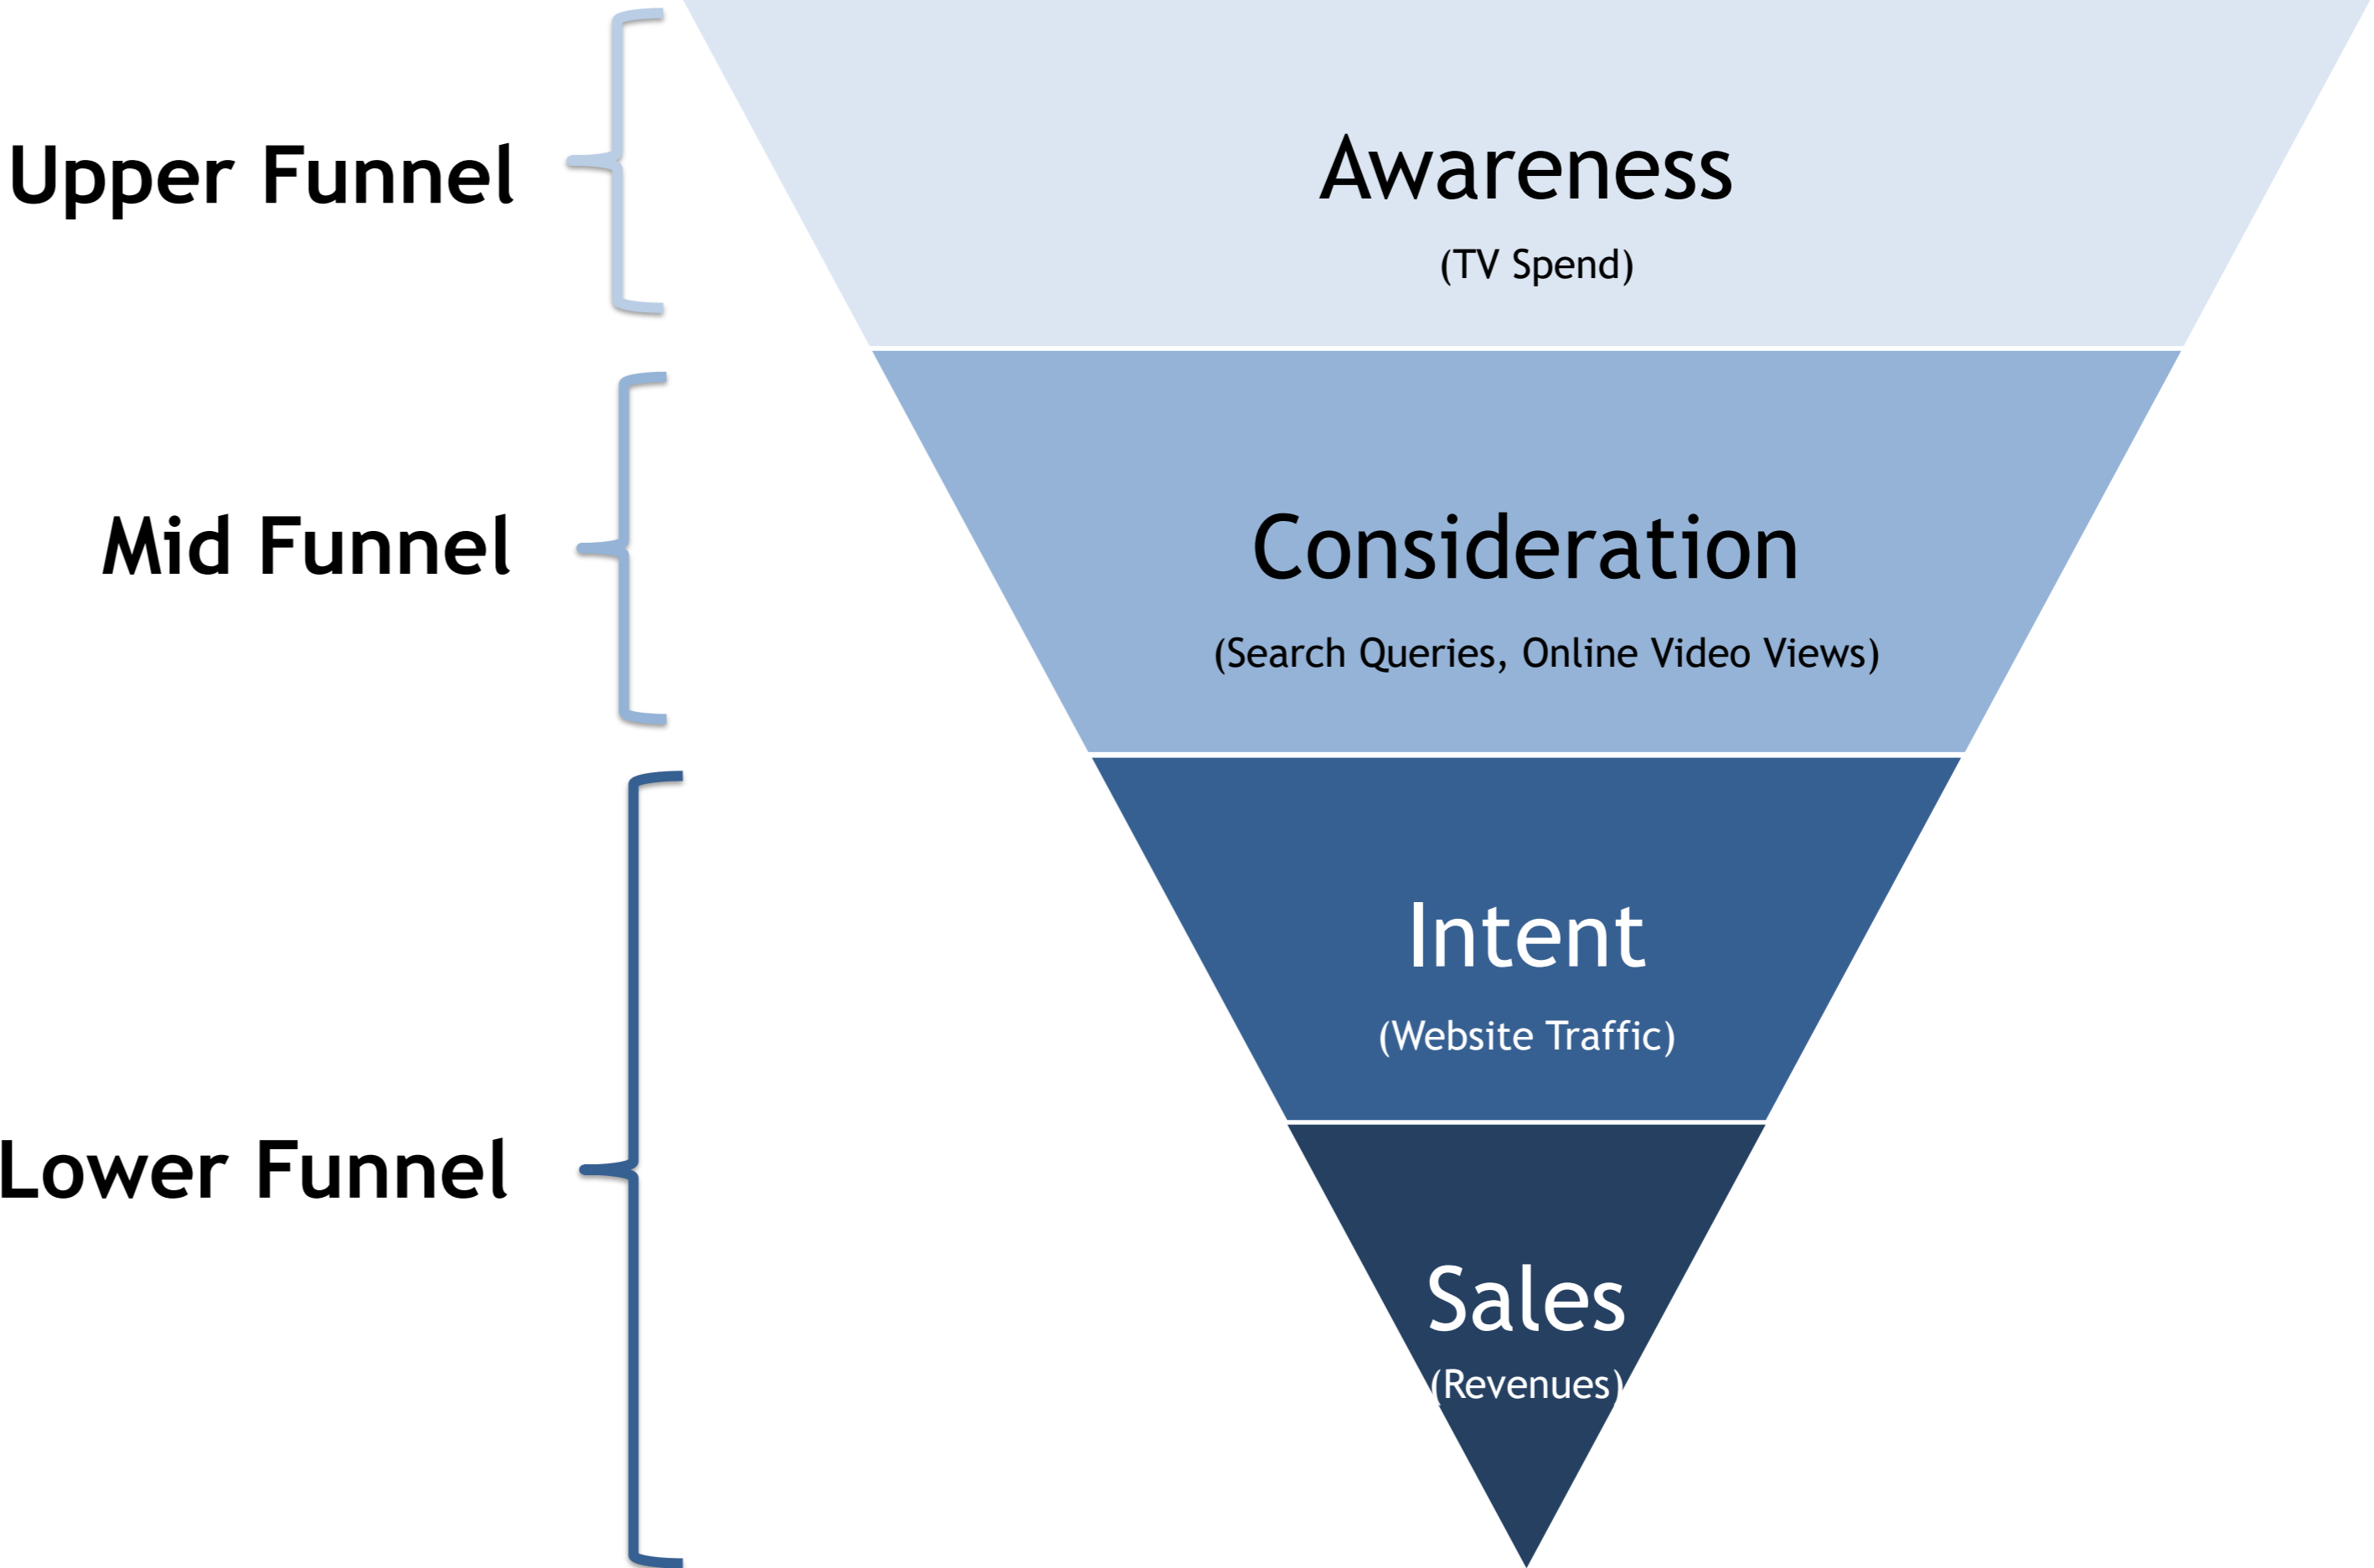 Upper Funnel
Awareness
(TV Spend)
Mid Funnel
Consideration
(Search Queries, Online Video Views)
Intent
(Website Traffic)
Lower Funnel
Sales
(Revenues)